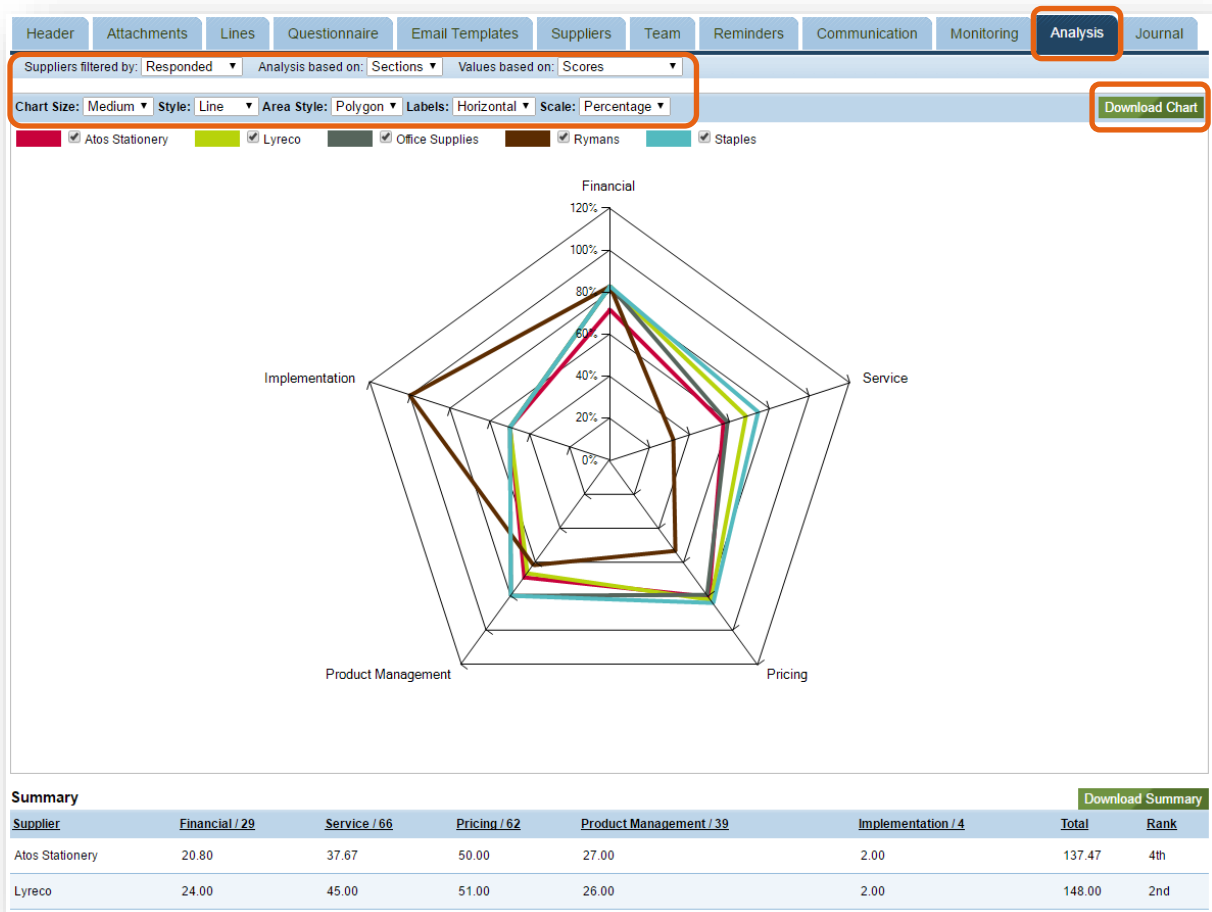 Header Attachments Lines Questionnaire Email Templates Suppliers Team Reminders Communication Monitoring Analysis Journal
Suppliers filtered by: Responded Analysis based on: Sections Values based on: Scores
Chart Size: Medium Style: Line Area Style: Polygon Labels: Horizontal Scale: Percentage Download Chart
Atos Stationery Lyreco Office Supplies Rymans Staples
Financial
120%
100%
80%
60%
Implementation 40% Service
20%
0%
Product Management Pricing
Summary Download Summary
Supplier Financial / 29 Service / 66 Pricing / 62 Product Management / 39 Implementation / 4 Total Rank
Atos Stationery 20.80 37.67 50.00 27.00 2.00 137.47 4th
Lyreco 24.00 45.00 51.00 26.00 2.00 148.00 2nd